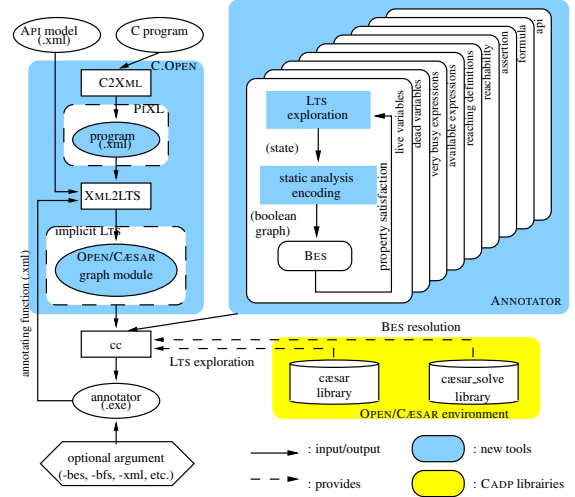 API model
(.xml)
C program
C.OPEN
C2XML
PIXL
program
(.xml)
XML2LTS
implicit LTS
OPEN/CÆSAR
graph module
annotating function (.xml)
cc
annotator
(.exe)
optional argument
(-bes, -bfs, -xml, etc.)
LTS
exploration
(state)
static analysis
encoding
(boolean
graph)
BES
property satisfaction
live variables
dead variables
very busy expressions
available expressions
reaching definitions
reachability
assertion
formula
api
ANNOTATOR
BES resolution
LTS exploration
cæsar
library
cæsar_solve
library
OPEN/CÆSAR environment
: input/output
: new tools
: provides
: CADP librairies